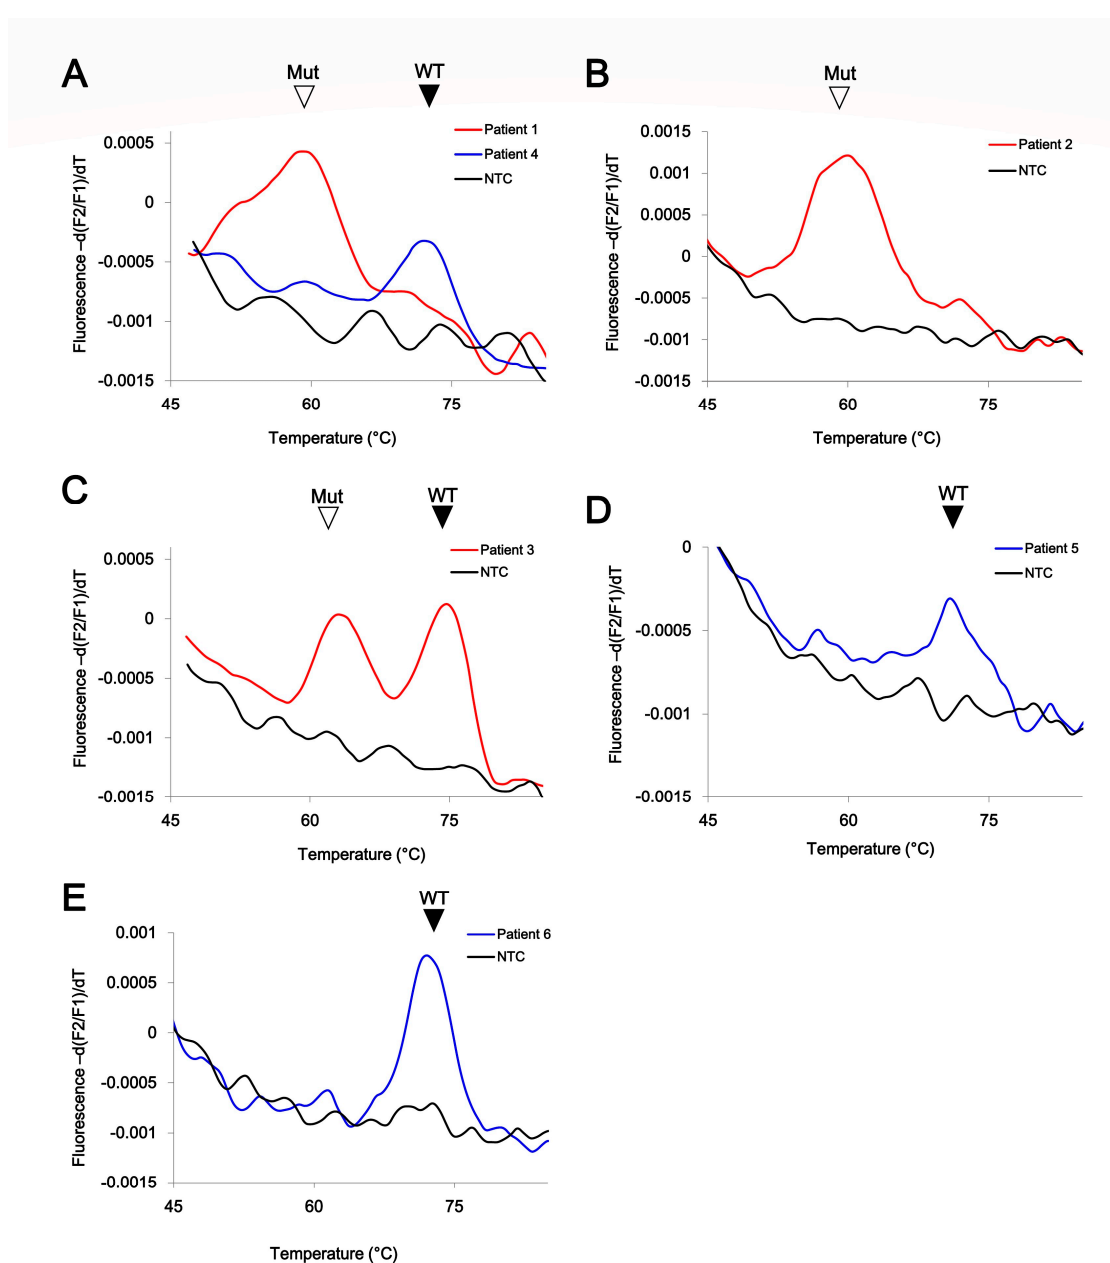 A
Mut
WT
Patient 1
Patient 4
NTC
Fluorescence –d(F2/F1)/dT
0.0005
0
-0.0005
-0.001
-0.0015
45
60
75
Temperature (°C)
B
Mut
Patient 2
NTC
Fluorescence –d(F2/F1)/dT
0.0015
0.001
0.0005
0
-0.0005
-0.001
-0.0015
45
60
75
Temperature (°C)
C
Mut
WT
Patient 3
NTC
Fluorescence –d(F2/F1)/dT
0.0005
0
-0.0005
-0.001
-0.0015
45
60
75
Temperature (°C)
D
WT
Patient 5
NTC
Fluorescence –d(F2/F1)/dT
0
-0.0005
-0.001
-0.0015
45
60
75
Temperature (°C)
E
WT
Patient 6
NTC
Fluorescence –d(F2/F1)/dT
0.001
0.0005
0
-0.0005
-0.001
-0.0015
45
60
75
Temperature (°C)